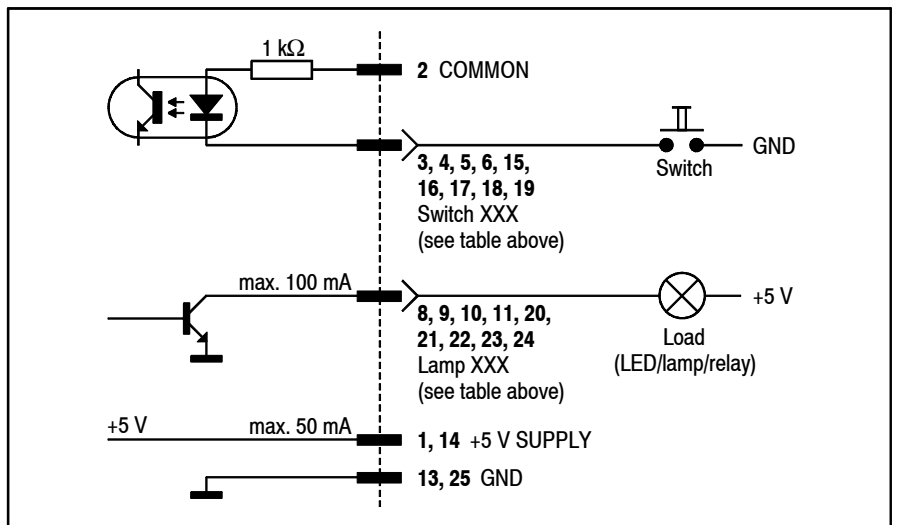 1 kΩ
2 COMMON
GND
Switch
3, 4, 5, 6, 15,
16, 17, 18, 19
Switch XXX
(see table above)
max. 100 mA
+5 V
8, 9, 10, 11, 20,
21, 22, 23, 24
Lamp XXX
(see table above)
Load
(LED/lamp/relay)
+5 V
max. 50 mA
1, 14 +5 V SUPPLY
13, 25 GND